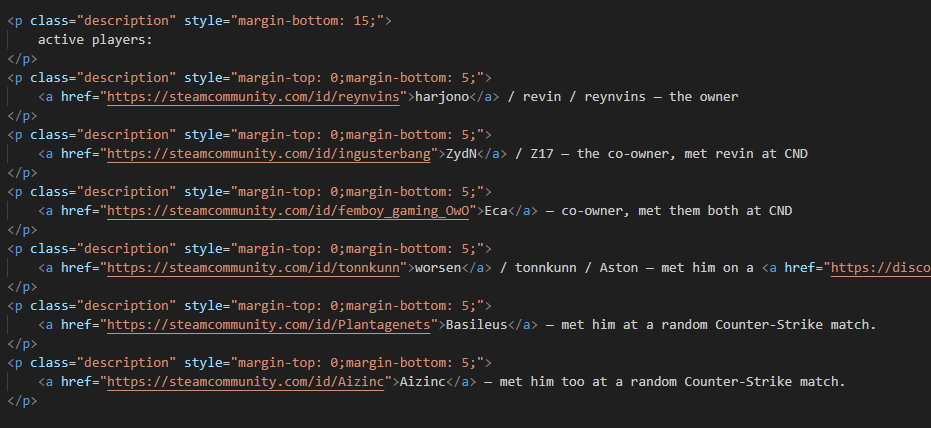 <p class="description" style="margin-bottom: 15;">
active players:
</p>
<p class="description" style="margin-top: 0;margin-bottom: 5;">
<a href="https://steamcommunity.com/id/reynvins">harjono</a> / revin / reynvins — the owner
</p>
<p class="description" style="margin-top: 0;margin-bottom: 5;">
<a href="https://steamcommunity.com/id/ingusterbang">ZydN</a> / Z17 — the co-owner, met revin at CND
</p>
<p class="description" style="margin-top: 0;margin-bottom: 5;">
<a href="https://steamcommunity.com/id/femboy_gaming_OwO">Eca</a> — co-owner, met them both at CND
</p>
<p class="description" style="margin-top: 0;margin-bottom: 5;">
<a href="https://steamcommunity.com/id/tonnkunn">worsen</a> / tonnkunn / Aston — met him on a <a href="https://disco
</p>
<p class="description" style="margin-top: 0;margin-bottom: 5;">
<a href="https://steamcommunity.com/id/Plantagenets">Basileus</a> — met him at a random Counter-Strike match.
</p>
<p class="description" style="margin-top: 0;margin-bottom: 5;">
<a href="https://steamcommunity.com/id/Aizinc">Aizinc</a> — met him too at a random Counter-Strike match.
</p>